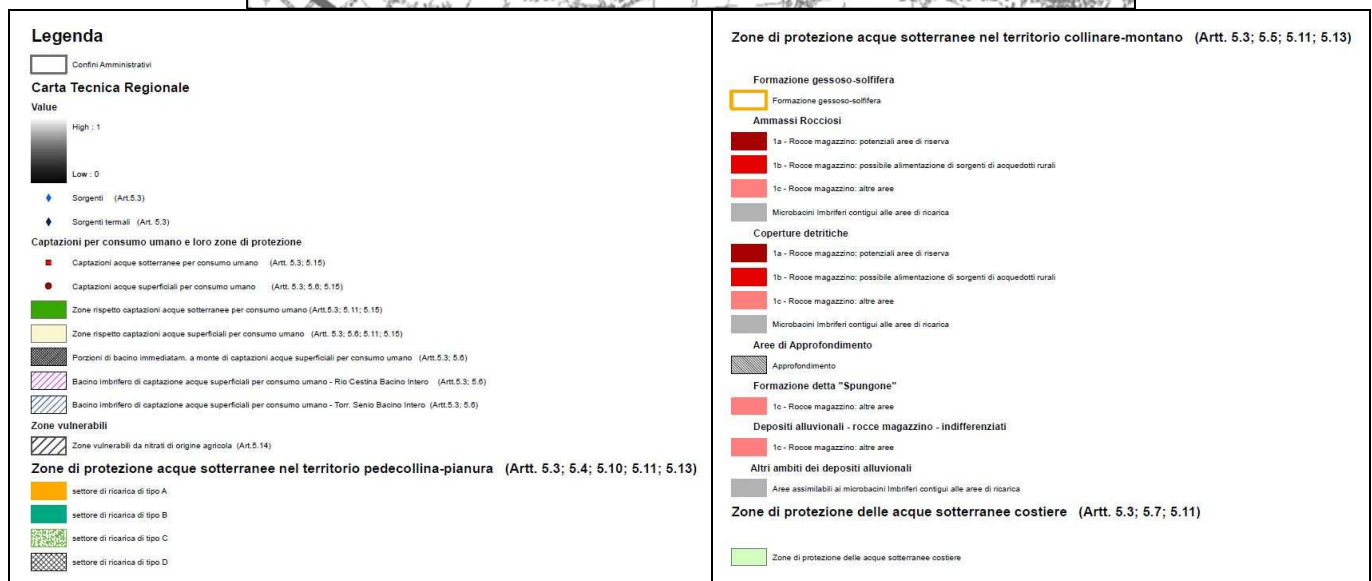 Legenda
Confini Amministrativi
Carta Tecnica Regionale
Value
High : 1
Low : 0
Sorgenti (Art.5.3)
Sorgenti termali (Art. 5.3)
Captazioni per consumo umano e loro zone di protezione
Captazioni acque sotterranee per consumo umano (Artt. 5.3; 5.15)
Captazioni acque superficiali per consumo umano (Artt. 5.3; 5.6; 5.15)
Zone rispetto captazioni acque sotterranee per consumo umano (Artt.5.3; 5.11; 5.15)
Zone rispetto captazioni acque superficiali per consumo umano (Artt. 5.3; 5.6; 5.11; 5.15)
Porzioni di bacino immediatam. a monte di captazioni acque superficiali per consumo umano (Artt.5.3; 5.6)
Bacino imbrifero di captazione acque superficiali per consumo umano - Rio Cestina Bacino Intero (Artt.5.3; 5.6)
Bacino imbrifero di captazione acque superficiali per consumo umano - Torr. Senio Bacino Intero (Artt.5.3; 5.6)
Zone vulnerabili
Zone vulnerabili da nitrati di origine agricola (Art.5.14)
Zone di protezione acque sotterranee nel territorio pedecollina-pianura (Artt. 5.3; 5.4; 5.10; 5.11; 5.13)
settore di ricarica di tipo A
settore di ricarica di tipo B
settore di ricarica di tipo C
settore di ricarica di tipo D
Zone di protezione acque sotterranee nel territorio collinare-montano (Artt. 5.3; 5.5; 5.11; 5.13)
Formazione gessoso-solfifera
Formazione gessoso-solfifera
Ammassi Rocciosi
1a - Rocce magazzino: potenziali aree di riserva
1b - Rocce magazzino: possibile alimentazione di sorgenti di acquedotti rurali
1c - Rocce magazzino: altre aree
Microbacini Imbriferi contigui alle aree di ricarica
Coperture detritiche
1a - Rocce magazzino: potenziali aree di riserva
1b - Rocce magazzino: possibile alimentazione di sorgenti di acquedotti rurali
1c - Rocce magazzino: altre aree
Microbacini Imbriferi contigui alle aree di ricarica
Aree di Approfondimento
Approfondimento
Formazione detta "Spungone"
1c - Rocce magazzino: altre aree
Depositi alluvionali - rocce magazzino - indifferenziati
1c - Rocce magazzino: altre aree
Altri ambiti dei depositi alluvionali
Aree assimilabili ai microbacini Imbriferi contigui alle aree di ricarica
Zone di protezione delle acque sotterranee costiere (Artt. 5.3; 5.7; 5.11)
Zone di protezione delle acque sotterranee costiere